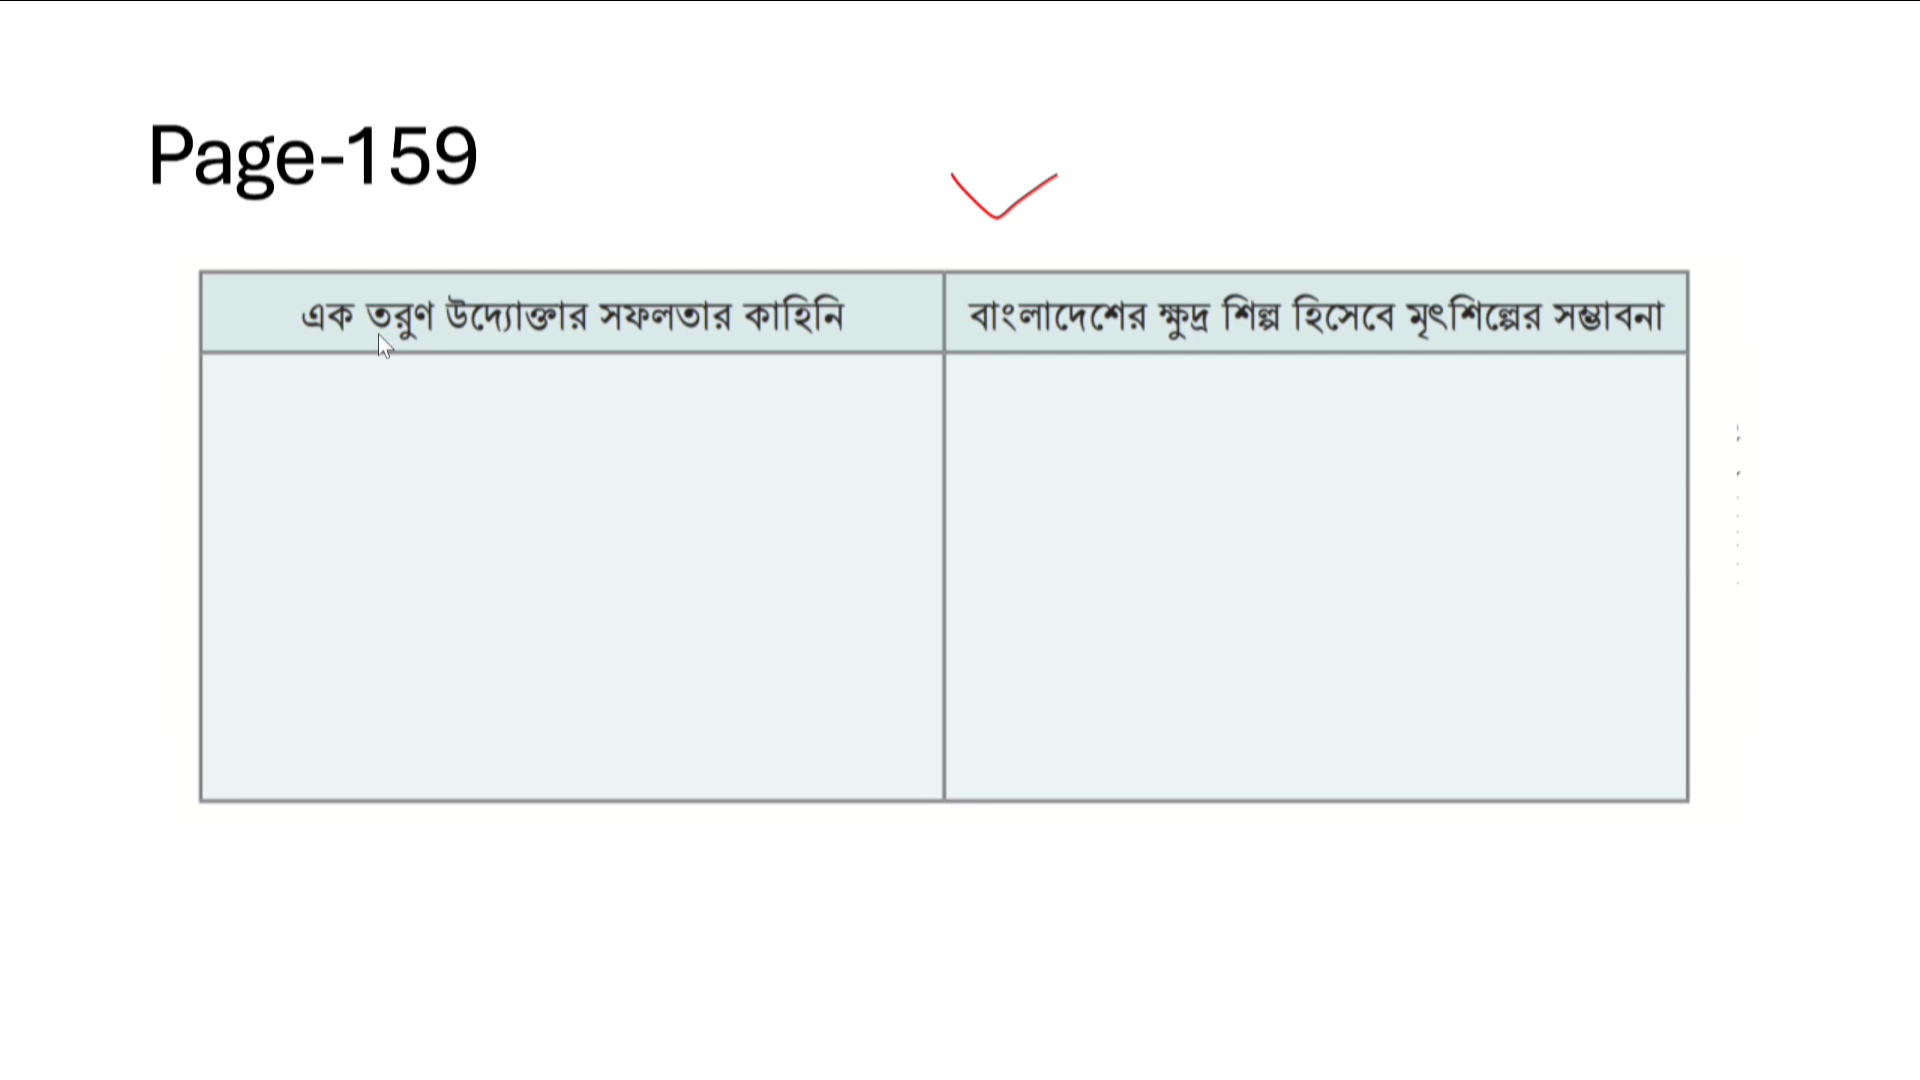 Page-159
এক তরুণ উদ্যোক্তার সফলতার কাহিনি
বাংলাদেশের ক্ষুদ্র শিল্প হিসেবে মৃৎশিল্পের সম্ভাবনা